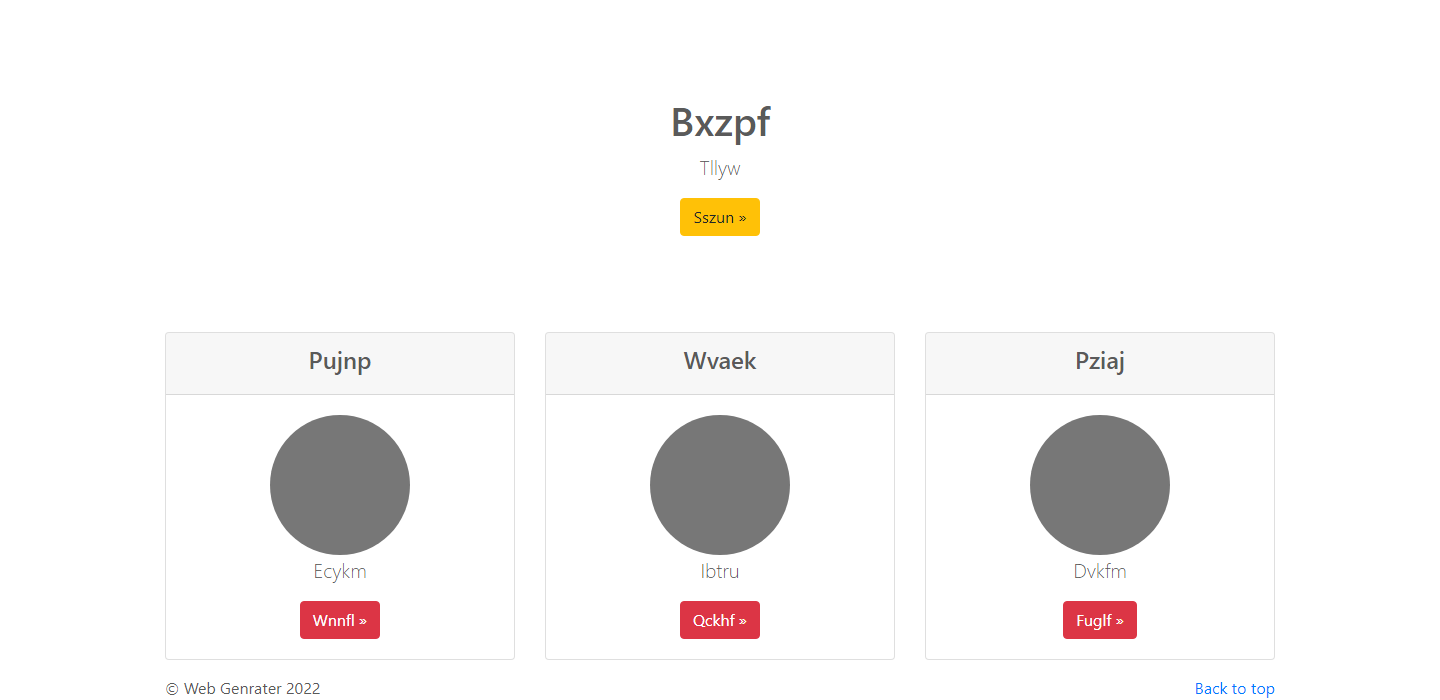 Bxzpf
Tllyw
Sszun »
Pujnp
Wvaek
Pziaj
Ecykm
Ibtru
Dvkfm
Wnnfl »
Qckhf »
Fuglf »
© Web Genrater 2022
Back to top